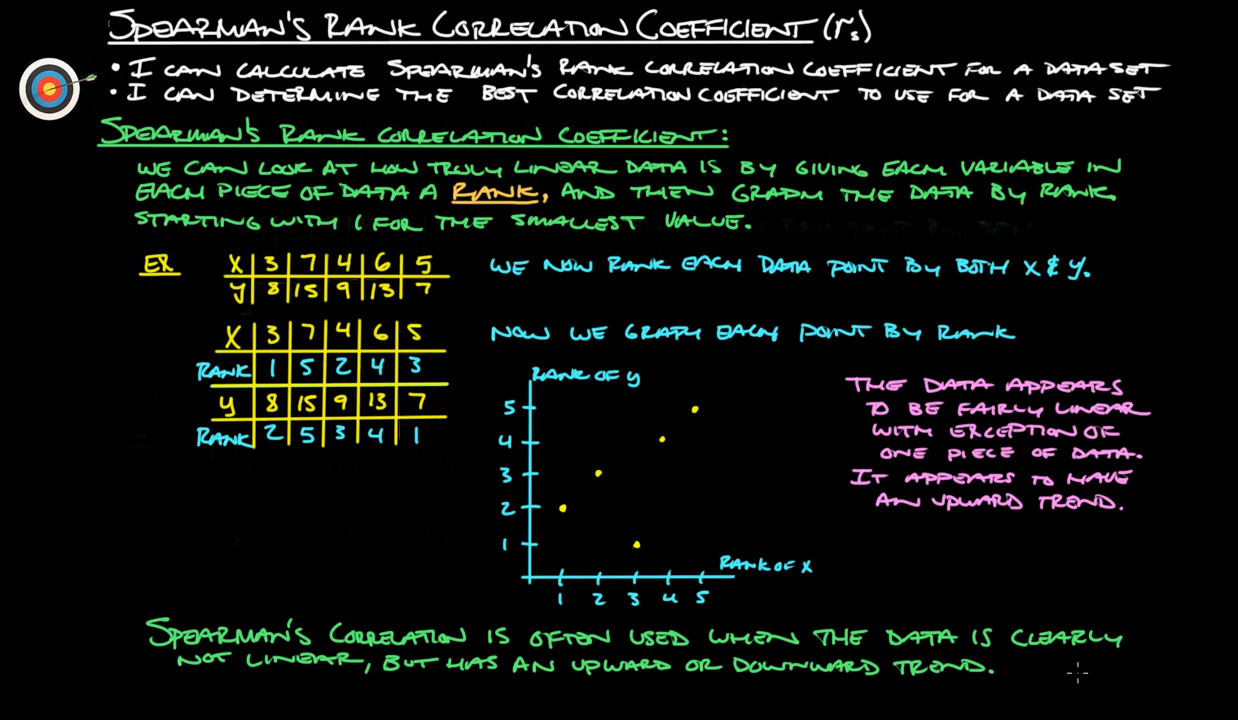 SPEARMAN'S RANK CORRELATION COEFFICIENT (rs)
• I CAN CALCULATE SPEARMAN'S RANK CORRELATION COEFFICIENT FOR A DATA SET
• I CAN DETERMINE THE BEST CORRELATION COEFFICIENT TO USE FOR A DATA SET
SPEARMAN'S RANK CORRELATION COEFFICIENT:
WE CAN LOOK AT HOW TRULY LINEAR DATA IS BY GIVING EACH VARIABLE IN
EACH PIECE OF DATA A RANK, AND THEN GRAPH THE DATA BY RANK
STARTING WITH 1 FOR THE SMALLEST VALUE.
EX
X 3 7 4 6 5
Y 8 15 9 13 7
WE NOW RANK EACH DATA POINT BY BOTH X & Y.
X 3 7 4 6 5
RANK 1 5 2 4 3
Y 8 15 9 13 7
RANK 2 5 3 4 1
NOW WE GRAPH EACH POINT BY RANK
RANK OF Y
5
4
3
2
1
RANK OF X
1 2 3 4 5
THE DATA APPEARS
TO BE FAIRLY LINEAR
WITH EXCEPTION OF
ONE PIECE OF DATA.
IT APPEARS TO HAVE
AN UPWARD TREND.
SPEARMAN'S CORRELATION IS OFTEN USED WHEN THE DATA IS CLEARLY
NOT LINEAR, BUT HAS AN UPWARD OR DOWNWARD TREND.